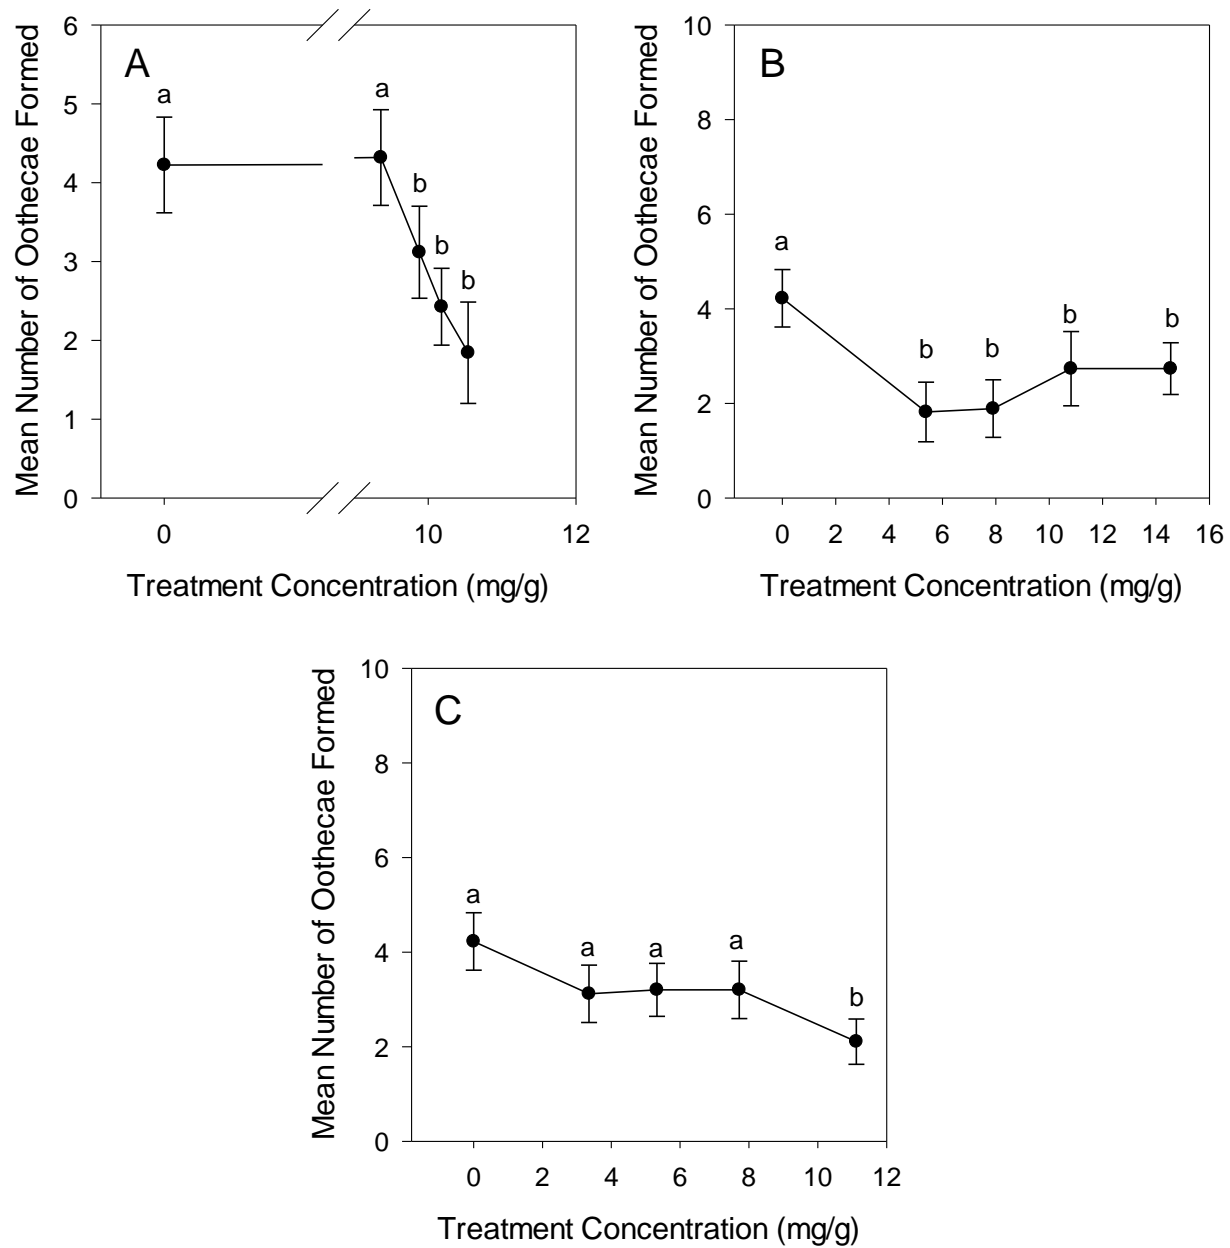 A
Mean Number of Oothecae Formed
6
5
4
3
2
1
0
a
a
b
b
b
0
10
12
Treatment Concentration (mg/g)
B
Mean Number of Oothecae Formed
10
8
6
4
2
0
a
b
b
b
b
0 2 4 6 8 10 12 14 16
Treatment Concentration (mg/g)
C
Mean Number of Oothecae Formed
10
8
6
4
2
0
a
a
a
a
b
0 2 4 6 8 10 12
Treatment Concentration (mg/g)